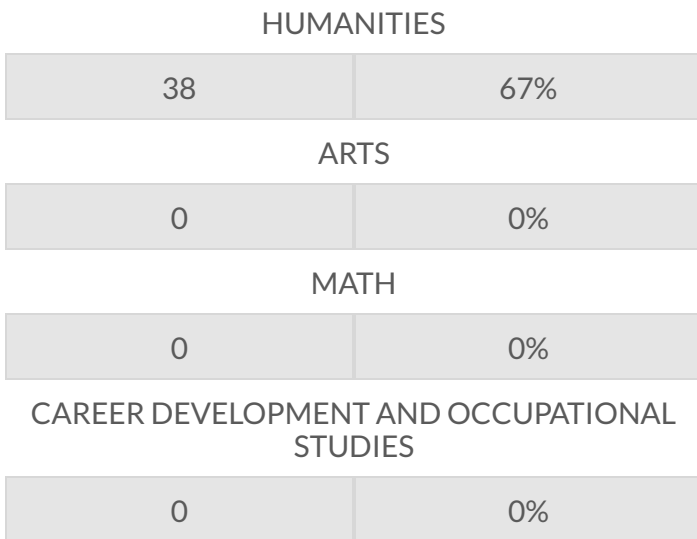 HUMANITIES
38 67%
ARTS
0 0%
MATH
0 0%
CAREER DEVELOPMENT AND OCCUPATIONAL
STUDIES
0 0%